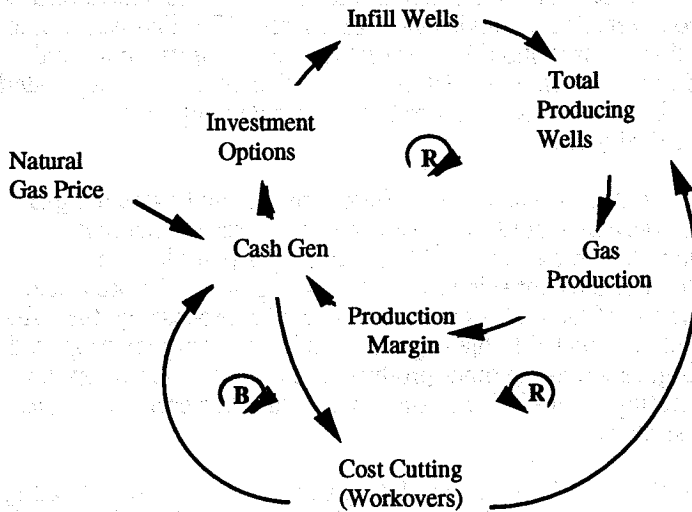 Infill Wells
Total
Producing
Wells
Investment
Options
R
Natural
Gas Price
Cash Gen
Gas
Production
Production
Margin
B
R
Cost Cutting
(Workovers)